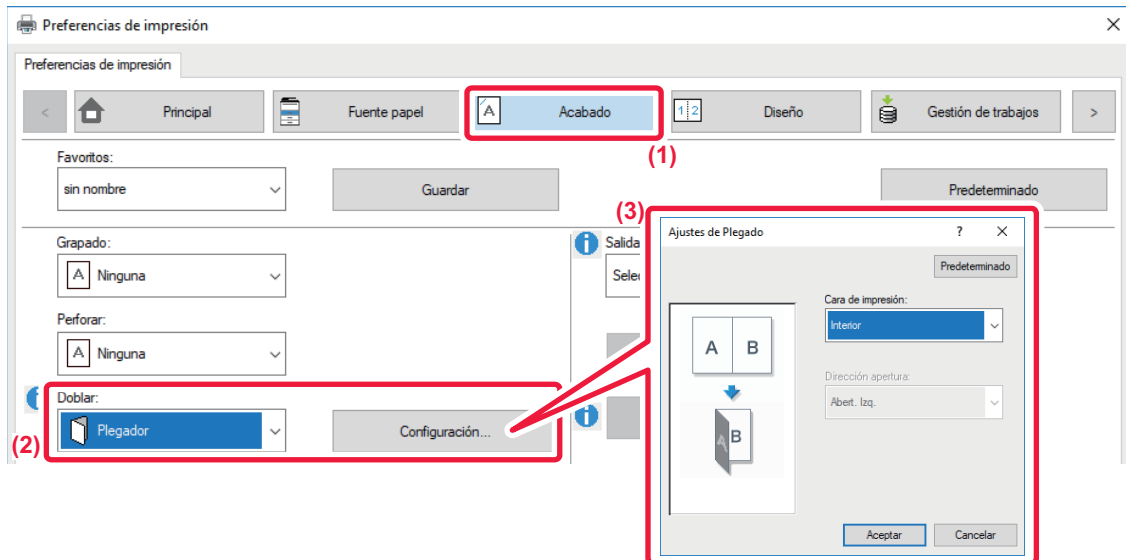 Preferencias de impresión
Preferencias de impresión
< Principal Fuente papel A Acabado 1 2 Diseño Gestión de trabajos >
(1)
Favoritos:
sin nombre Guardar Predeterminado
(3)
Grapado:
A Ninguna
Perforar:
A Ninguna
Doblar:
Plegador Configuración...
(2)
Salida
Ajustes de Plegado ? X
Predeterminado
Cara de impresión:
Interior
A B
Dirección apertura:
Abert. Izq.
A B
Aceptar Cancelar